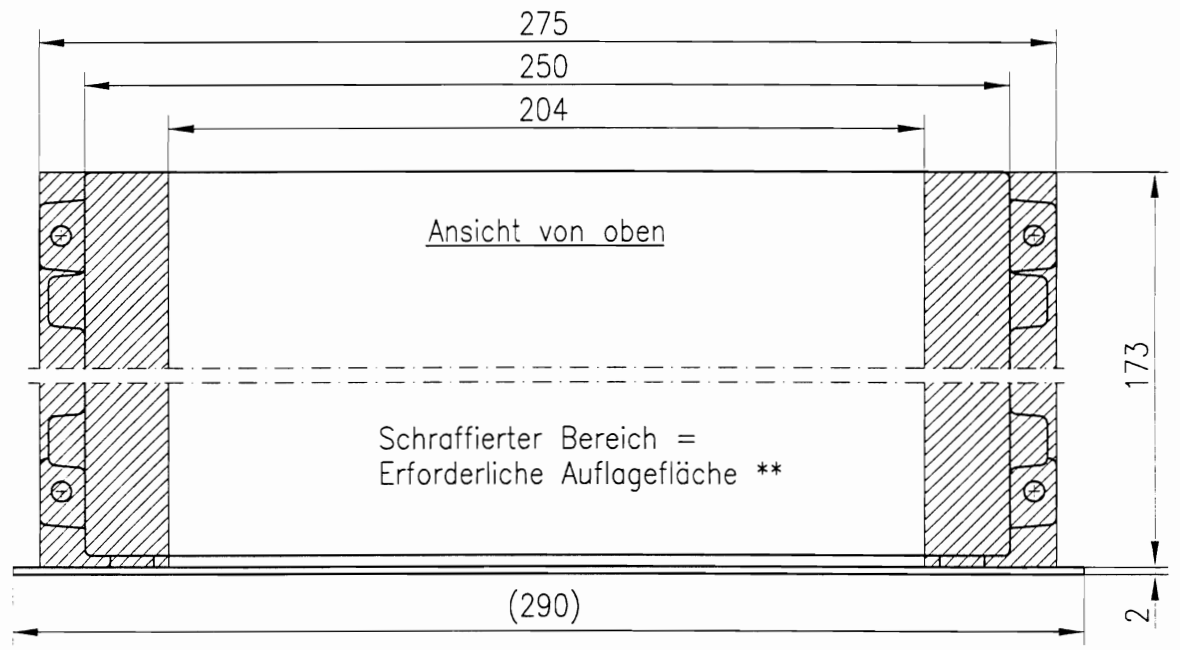 275
250
204
Ansicht von oben
173
Schraffierter Bereich =
Erforderliche Auflagefläche **
(290)
2